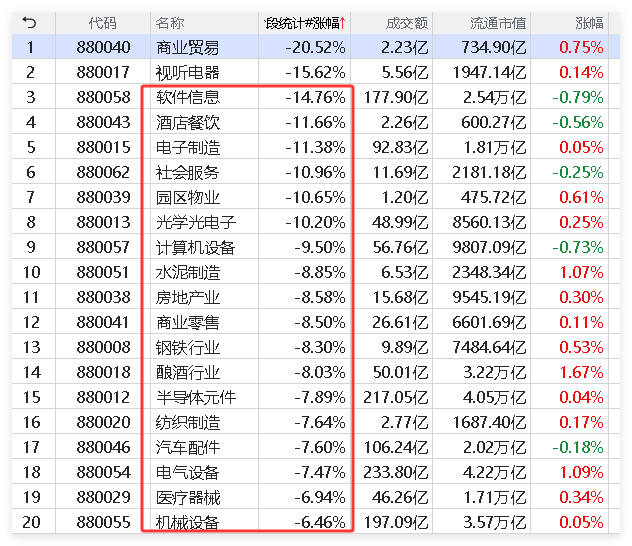 代码 名称 段统计#涨幅↑ 成交额 流通市值 涨幅
1 880040 商业贸易 -20.52% 2.23亿 734.90亿 0.75%
2 880017 视听电器 -15.62% 5.56亿 1947.14亿 0.14%
3 880058 软件信息 -14.76% 177.90亿 2.54万亿 -0.79%
4 880043 酒店餐饮 -11.66% 2.26亿 600.27亿 -0.56%
5 880015 电子制造 -11.38% 92.83亿 1.81万亿 0.05%
6 880062 社会服务 -10.96% 11.69亿 2181.18亿 -0.25%
7 880039 园区物业 -10.65% 1.20亿 475.72亿 0.61%
8 880013 光学光电子 -10.20% 48.99亿 8560.13亿 0.25%
9 880057 计算机设备 -9.50% 56.76亿 9807.09亿 -0.73%
10 880051 水泥制造 -8.85% 6.53亿 2348.34亿 1.07%
11 880038 房地产业 -8.58% 15.68亿 9545.19亿 0.30%
12 880041 商业零售 -8.50% 26.61亿 6601.69亿 0.11%
13 880008 钢铁行业 -8.30% 9.89亿 7484.64亿 0.53%
14 880018 酿酒行业 -8.03% 50.01亿 3.22万亿 1.67%
15 880012 半导体元件 -7.89% 217.05亿 4.05万亿 0.04%
16 880020 纺织制造 -7.64% 2.77亿 1687.40亿 0.17%
17 880046 汽车配件 -7.60% 106.24亿 2.02万亿 -0.18%
18 880054 电气设备 -7.47% 233.80亿 4.22万亿 1.09%
19 880029 医疗器械 -6.94% 46.26亿 1.71万亿 0.34%
20 880055 机械设备 -6.46% 197.09亿 3.57万亿 0.05%